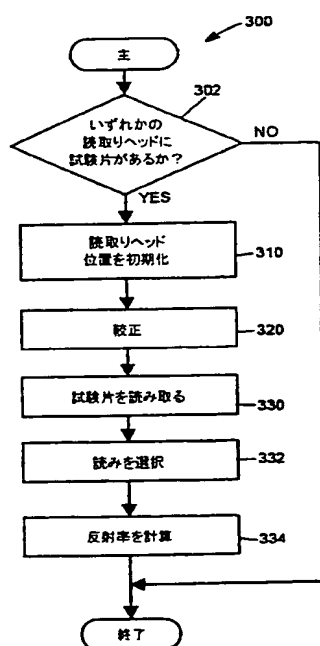 300
主
302
いずれかの
読取りヘッドに
試験片があるか？
NO
YES
読取りヘッド
位置を初期化
310
較正
320
試験片を読み取る
330
読みを選択
332
反射率を計算
334
終了